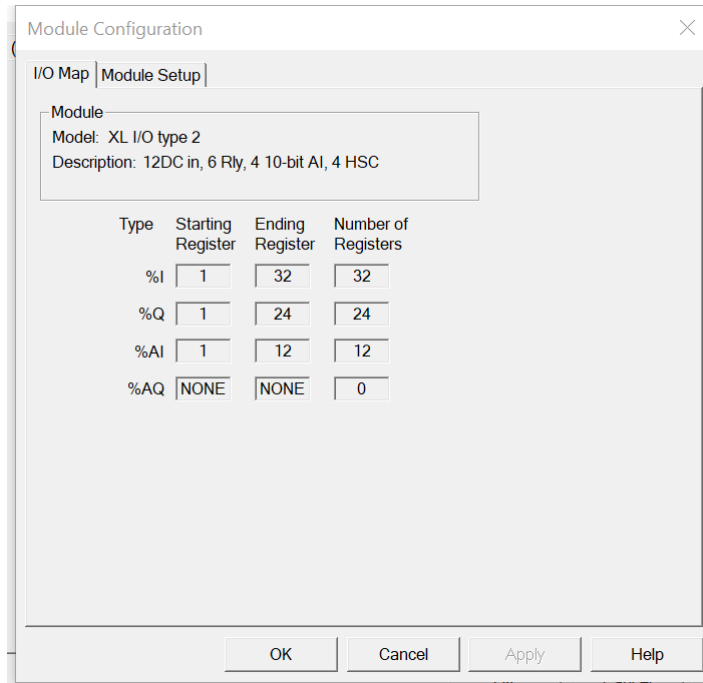 Module Configuration
I/O Map Module Setup
Module
Model: XL I/O type 2
Description: 12DC in, 6 Rly, 4 10-bit AI, 4 HSC
Type Starting Register Ending Register Number of Registers
%I 1 32 32
%Q 1 24 24
%AI 1 12 12
%AQ NONE NONE 0
OK Cancel Apply Help